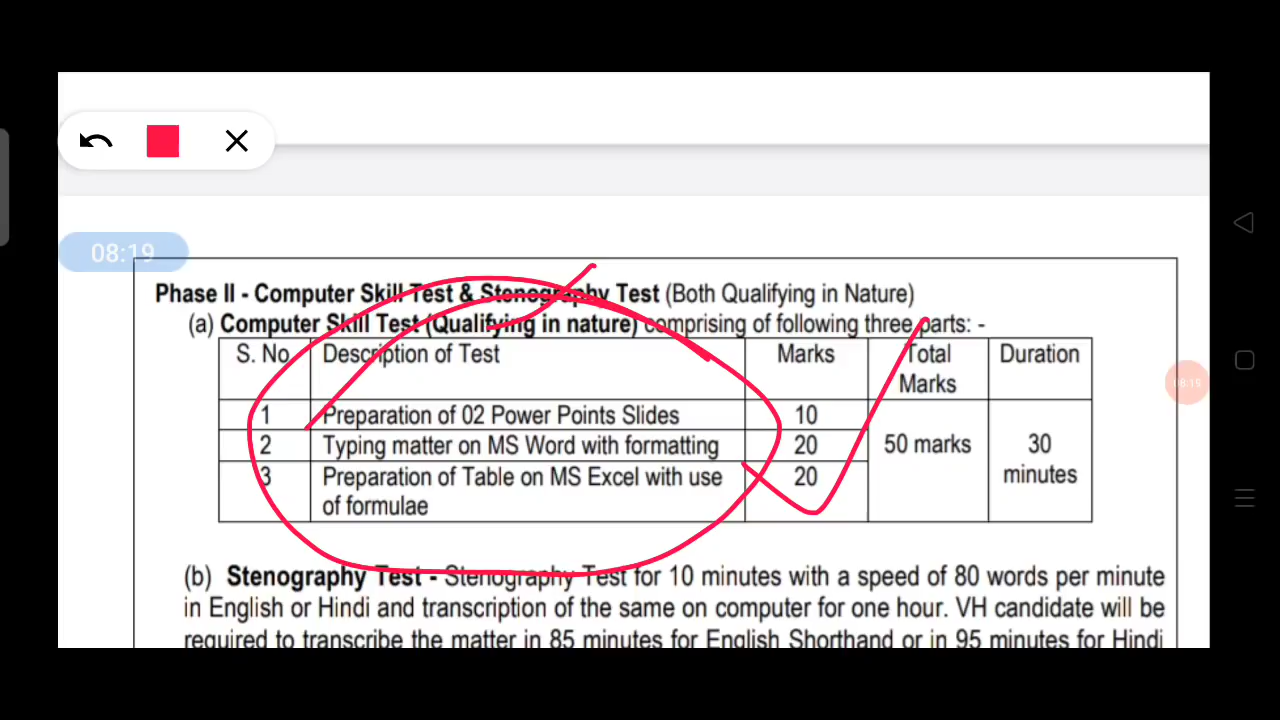 08:19
Phase II - Computer Skill Test & Stenography Test (Both Qualifying in Nature)
(a) Computer Skill Test (Qualifying in nature) comprising of following three parts: -
S. No Description of Test Marks Total Marks Duration
1 Preparation of 02 Power Points Slides 10
2 Typing matter on MS Word with formatting 20 50 marks 30 minutes
3 Preparation of Table on MS Excel with use 20
of formulae
08:19
(b) Stenography Test - Stenography Test for 10 minutes with a speed of 80 words per minute
in English or Hindi and transcription of the same on computer for one hour. VH candidate will be
required to transcribe the matter in 85 minutes for English Shorthand or in 95 minutes for Hindi